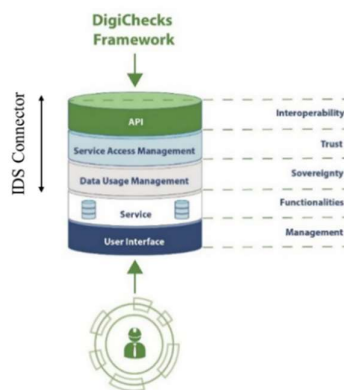 DigiChecks
Framework
IDS Connector
API
Interoperability
Service Access Management
Trust
Data Usage Management
Sovereignty
Service
Functionalities
User Interface
Management